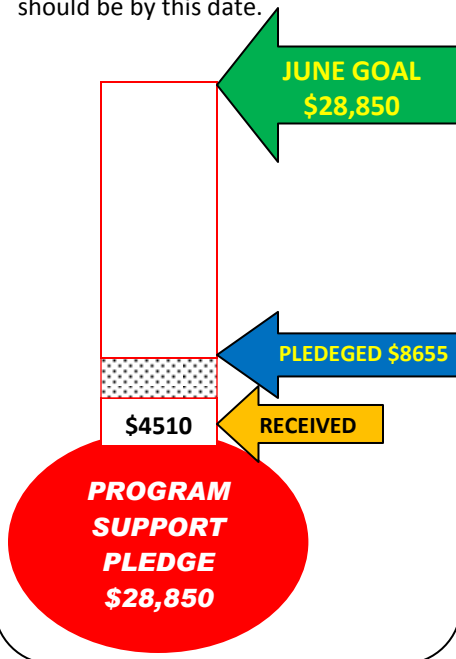 should be by this date.
JUNE GOAL
$28,850
PLEDEGED $8655
$4510
RECEIVED
PROGRAM
SUPPORT
PLEDGE
$28,850